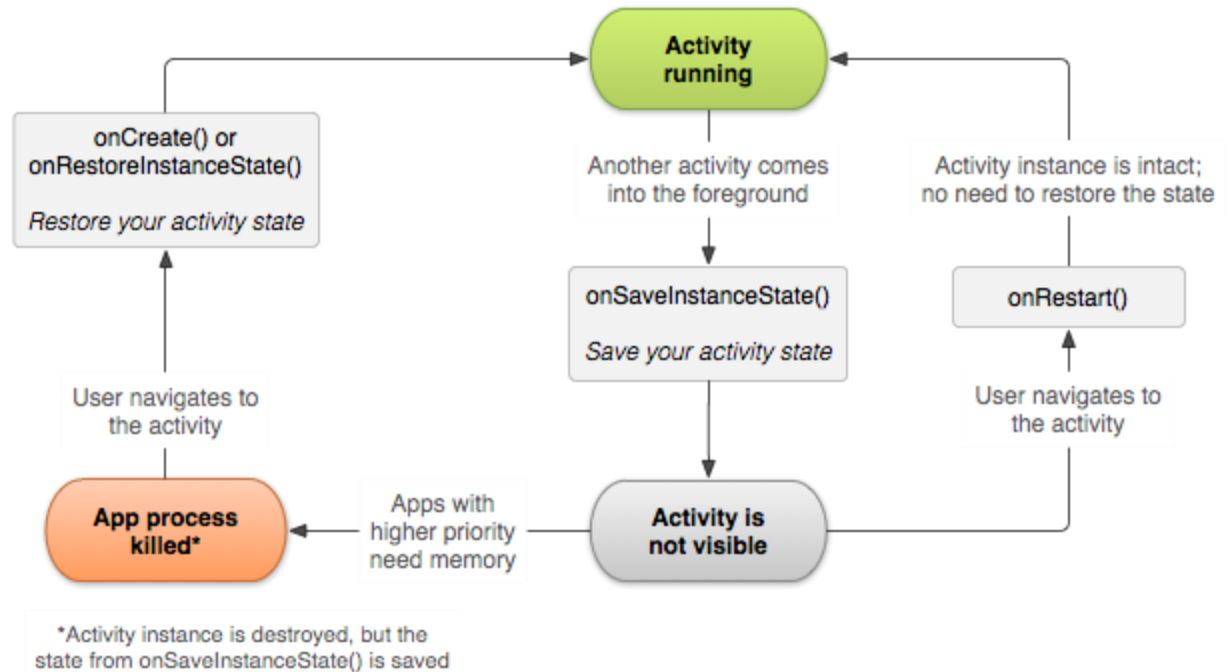 Activity
running
onCreate() or
onRestoreInstanceState()
Restore your activity state
Another activity comes
into the foreground
Activity instance is intact;
no need to restore the state
onSaveInstanceState()
Save your activity state
onRestart()
User navigates to
the activity
User navigates to
the activity
App process
killed*
Apps with
higher priority
need memory
Activity is
not visible
*Activity instance is destroyed, but the
state from onSaveInstanceState() is saved